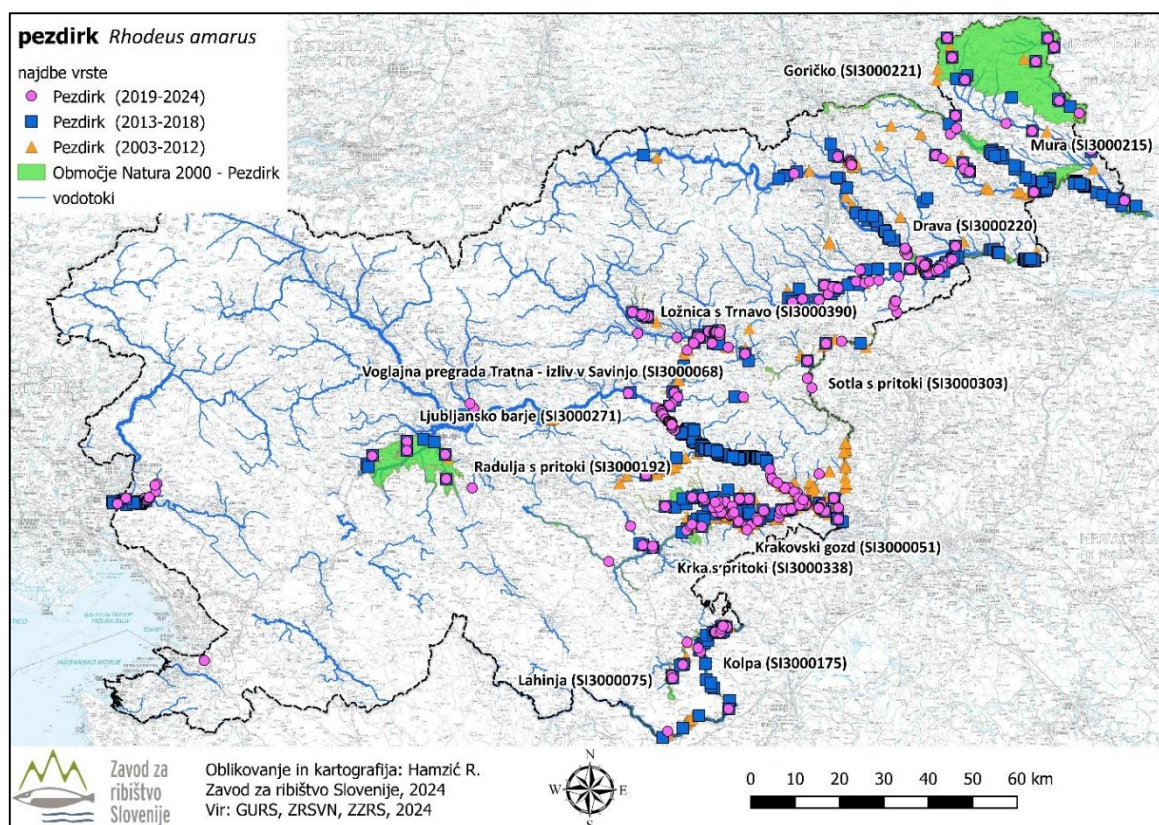 pezdirk Rhodeus amarus
najdbe vrste
Pezdirk (2019-2024)
Pezdirk (2013-2018)
Pezdirk (2003-2012)
Območje Natura 2000 - Pezdirk
vodotoki
Goričko (SI3000221)
Mura (SI3000215)
Drava (SI3000220)
Ložnica s Trnavo (SI3000390)
Voglajna pregrada Tratna - izliv v Savinjo (SI3000068)
Sotla s pritoki (SI3000303)
Ljubljansko barje (SI3000271)
Radulja s pritoki (SI3000192)
Krakovski gozd (SI3000051)
Krka s pritoki (SI3000338)
Kolpa (SI3000175)
Lahinja (SI3000075)
JADRANSKO MORJE
Zavod za
ribištvo
Slovenije
Oblikovanje in kartografija: Hamzić R.
Zavod za ribištvo Slovenije, 2024
Vir: GURS, ZRSVN, ZZRS, 2024
N
W E
S
0 10 20 30 40 50 60 km